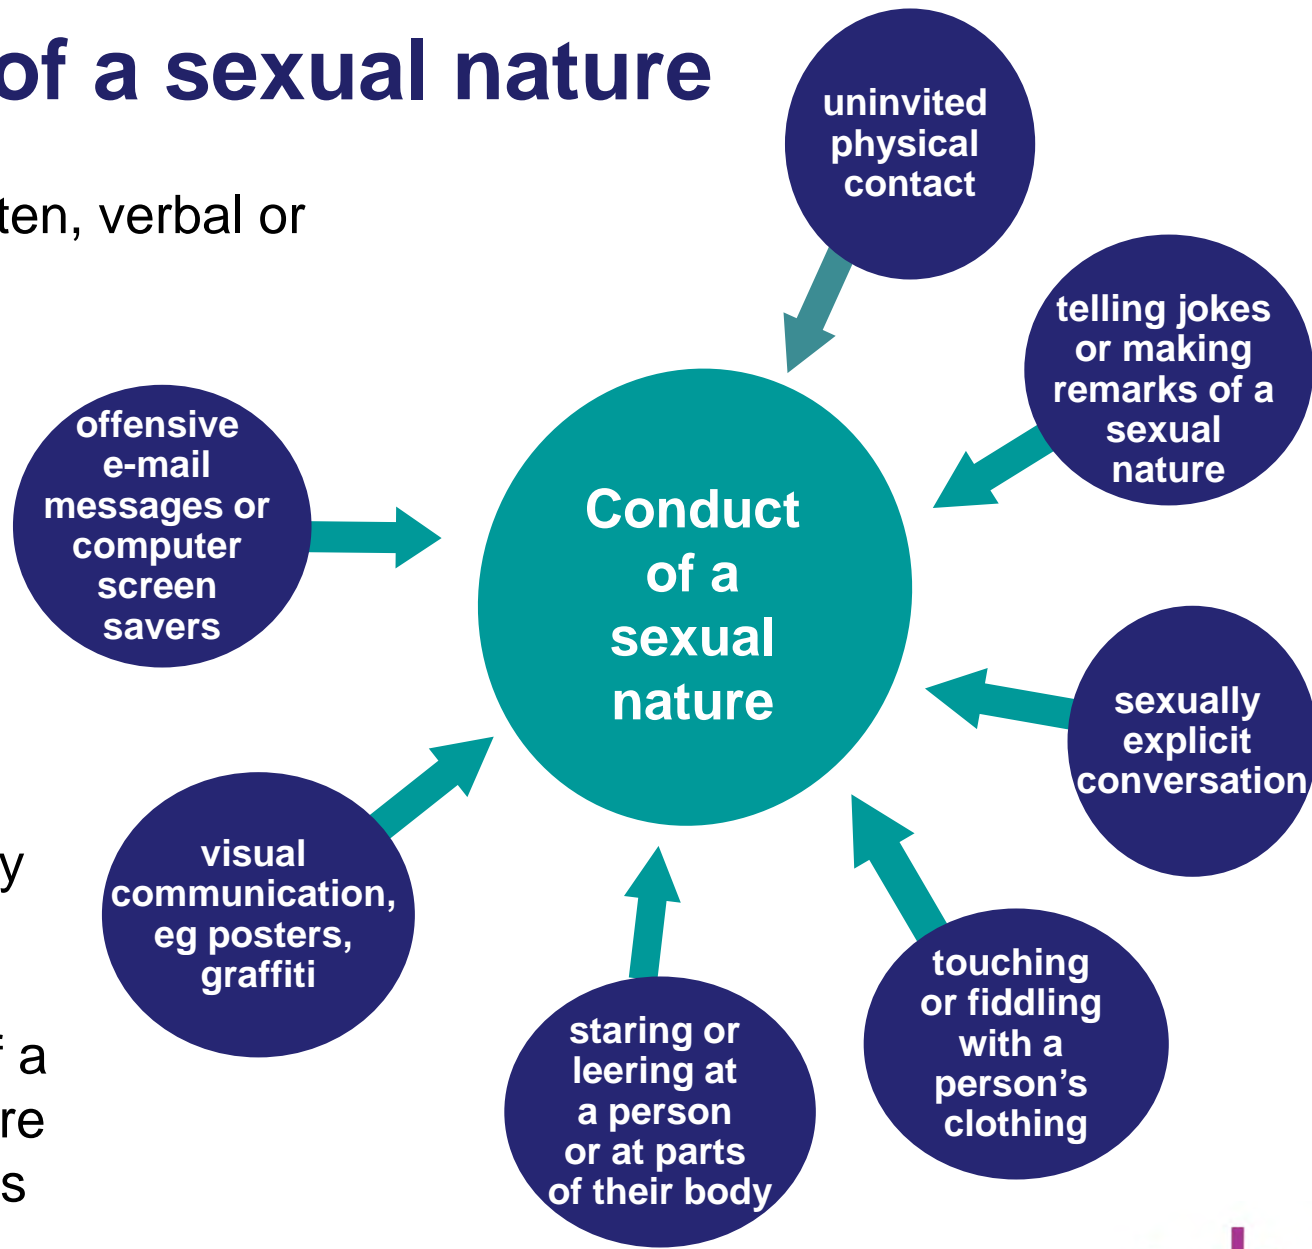 of a sexual nature
ten, verbal or
y
f a
re
s
uninvited
physical
contact
telling jokes
or making
remarks of a
sexual
nature
sexually
explicit
conversation
touching
or fiddling
with a
person’s
clothing
staring or
leering at
a person
or at parts
of their body
visual
communication,
eg posters,
graffiti
offensive
e-mail
messages or
computer
screen
savers
Conduct
of a
sexual
nature